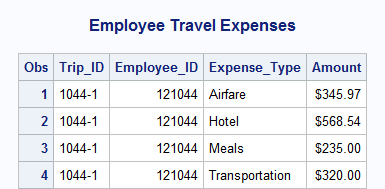 Employee Travel Expenses
Obs Trip_ID Employee_ID Expense_Type Amount
1 1044-1 121044 Airfare $345.97
2 1044-1 121044 Hotel $568.54
3 1044-1 121044 Meals $235.00
4 1044-1 121044 Transportation $320.00